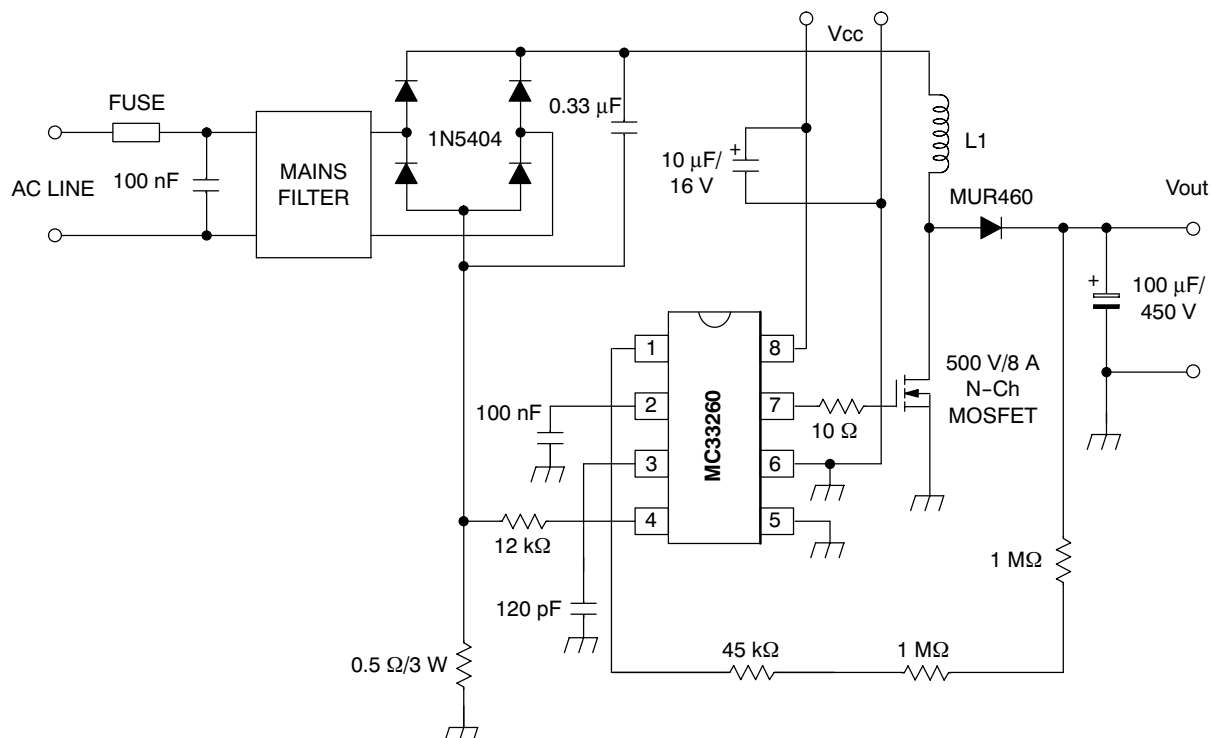 Vcc
FUSE
0.33 μF
1N5404
L1
100 nF
MAINS
FILTER
10 μF/
16 V
+
AC LINE
MUR460
Vout
+
100 μF/
450 V
1
8
500 V/8 A
N–Ch
MOSFET
100 nF
2
7
10 Ω
MC33260
3
6
4
5
12 kΩ
1 MΩ
120 pF
0.5 Ω/3 W
45 kΩ
1 MΩ